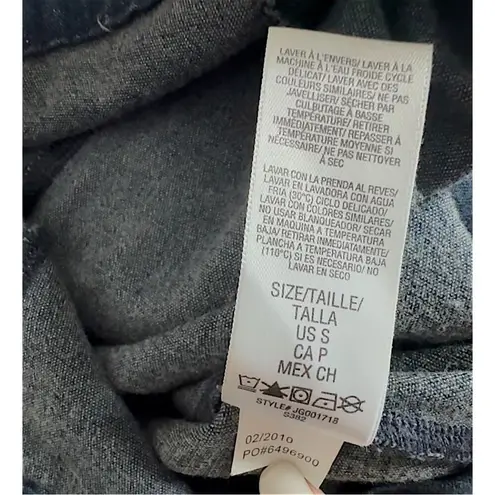 LAVER À L'ENVERS/ LAVER À LA
MACHINE À L'EAU FROIDE CYCLE
DÉLICAT/ LAVER AVEC DES
COULEURS SIMILAIRES/ NE PAS
JAVELISER/ SÉCHER PAR
CULBUTAGE À BASSE
TEMPÉRATURE/ RETIRER
IMMÉDIATEMENT/ REPASSER À
TEMPÉRATURE MOYENNE SI
NÉCESSAIRE/ NE PAS NETTOYER
À SEC
LAVAR CON LA PRENDA AL REVES/
LAVAR EN LAVADORA CON AGUA
FRIA (30°C) CICLO DELICADO/
LAVAR CON COLORES SIMILARES/
NO USAR BLANQUEADOR/ SECAR
EN MAQUINA A TEMPERATURA
BAJA/ RETIRAR INMEDIATAMENTE/
PLANCHA A TEMPERATURA BAJA
(110°C) SI ES NECESARIO/ NO
LAVAR EN SECO
SIZE/TAILLE/
TALLA
US S
CA P
MEX CH
STYLE# JG001718
S382
02/2016
PO#6496900